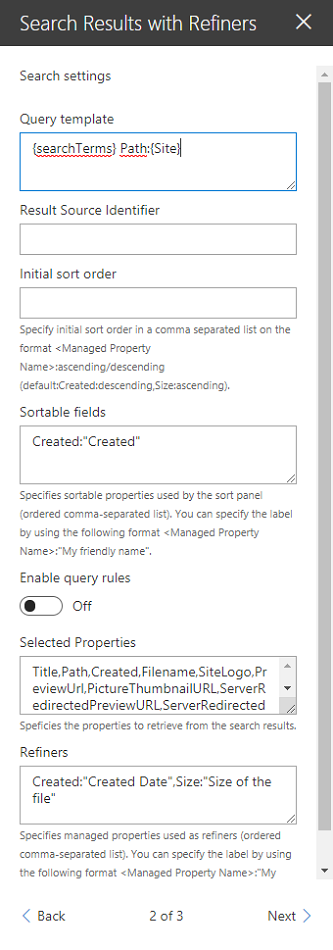 Search Results with Refiners
Search settings
Query template
{searchTerms} Path:{Site}
Result Source Identifier
Initial sort order
Specify initial sort order in a comma separated list on the
format <Managed Property
Name>:ascending/descending
(default:Created:descending,Size:ascending).
Sortable fields
Created:"Created"
Specifies sortable properties used by the sort panel
(ordered comma-separated list). You can specify the label
by using the following format <Managed Property
Name>:"My friendly name".
Enable query rules
Off
Selected Properties
Title,Path,Created,Filename,SiteLogo,Pr
eviewUrl,PictureThumbnailURL,ServerR
edirectedPreviewURL,ServerRedirected
Speficies the properties to retrieve from the search results.
Refiners
Created:"Created Date",Size:"Size of the
file"
Specifies managed properties used as refiners (ordered
comma-separated list). You can specify the label by using
the following format <Managed Property Name>:"My
Back
2 of 3
Next